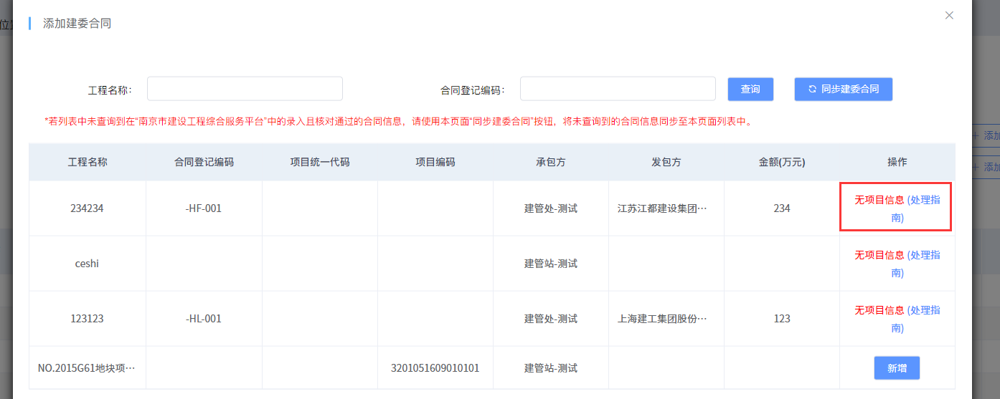 添加建委合同
工程名称：
合同登记编码：
查询
同步建委合同
*若列表中未查询到在“南京市建设工程综合服务平台”中的录入且核对通过的合同信息，请使用本页面“同步建委合同”按钮，将未查询到的合同信息同步至本页面列表中。
添加
添加
工程名称 合同登记编码 项目统一代码 项目编码 承包方 发包方 金额(万元) 操作
234234 -HF-001 建管处-测试 江苏江都建设集团… 234 无项目信息 (处理指
南)
ceshi 建管站-测试 无项目信息 (处理指
南)
123123 -HL-001 建管处-测试 上海建工集团股份… 123 无项目信息 (处理指
南)
NO.2015G61地块项… 3201051609010101 建管站-测试 新增